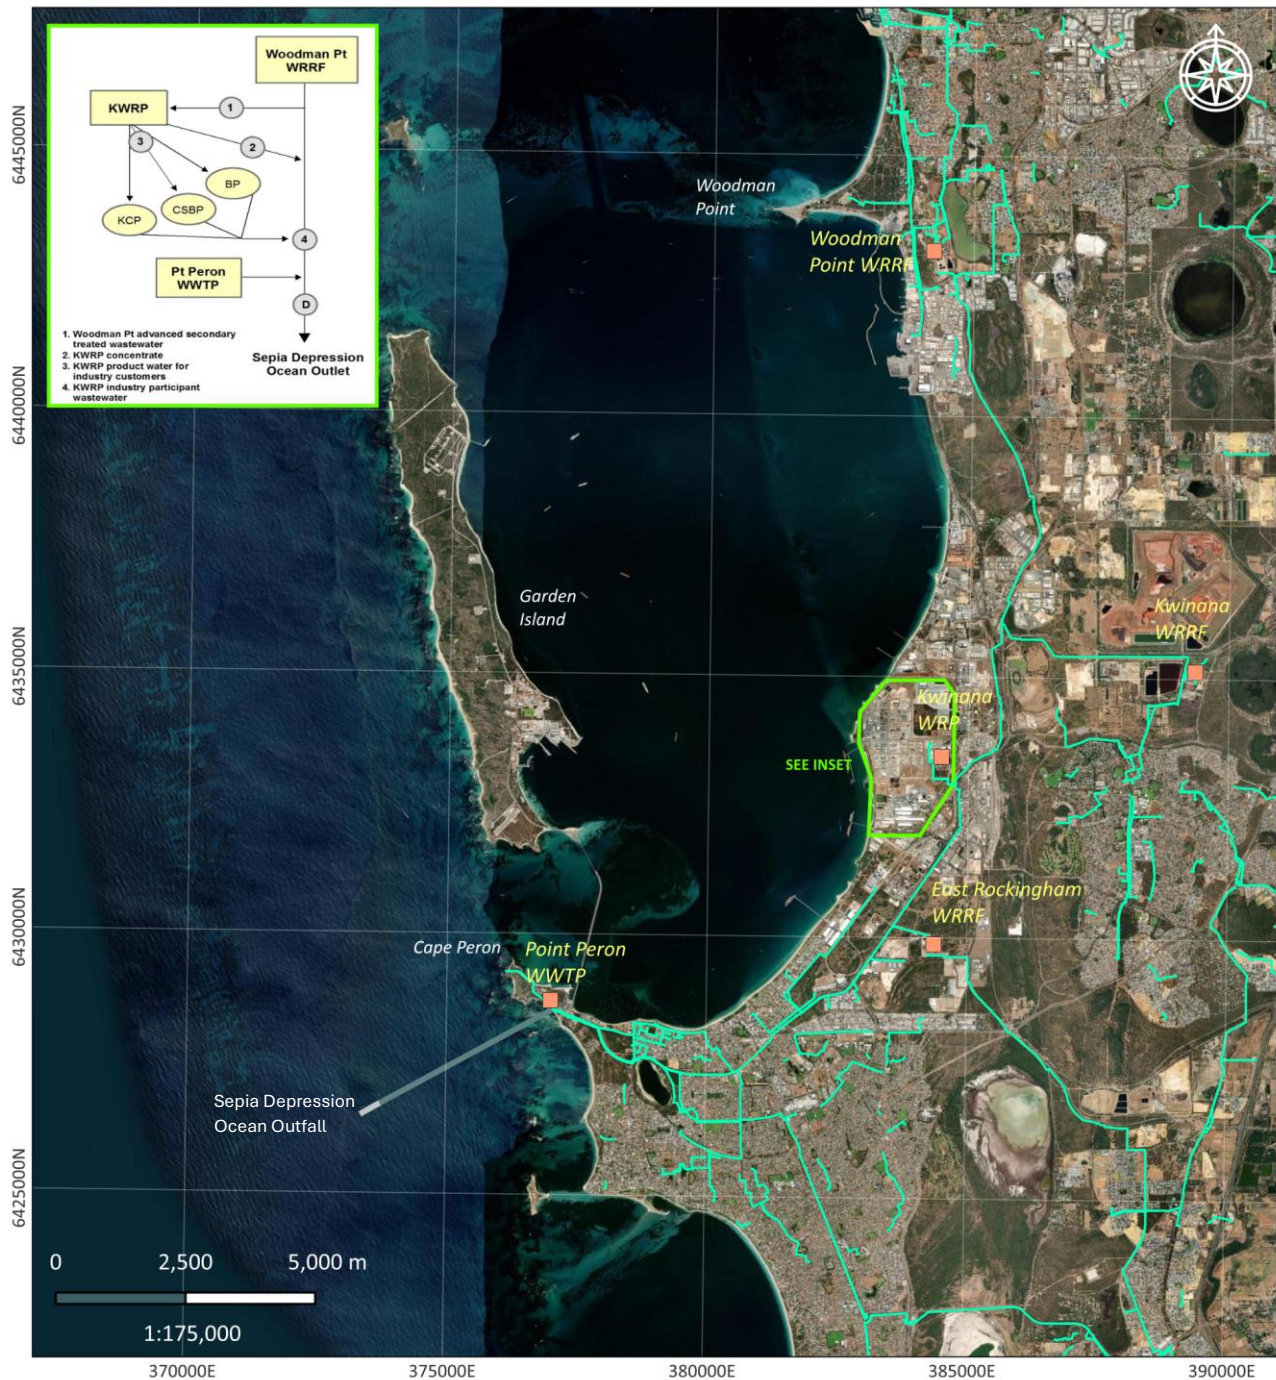 Woodman Pt
WRRF
KWRP
1
3
2
BP
CSBP
KCP
4
Pt Peron
WWTP
D
1. Woodman Pt advanced secondary
treated wastewater
2. KWRP concentrate
3. KWRP product water for
industry customers
4. KWRP industry participant
wastewater
Sepia Depression
Ocean Outlet
Woodman
Point
Woodman
Point WRRF
Garden
Island
Kwinana
WRRF
Kwinana
WRP
SEE INSET
East Rockingham
WRRF
Cape Peron
Point Peron
WWTP
Sepia Depression
Ocean Outfall
0 2,500 5,000 m
1:175,000
6445000N
6440000N
6435000N
6430000N
6425000N
370000E 375000E 380000E 385000E 390000E